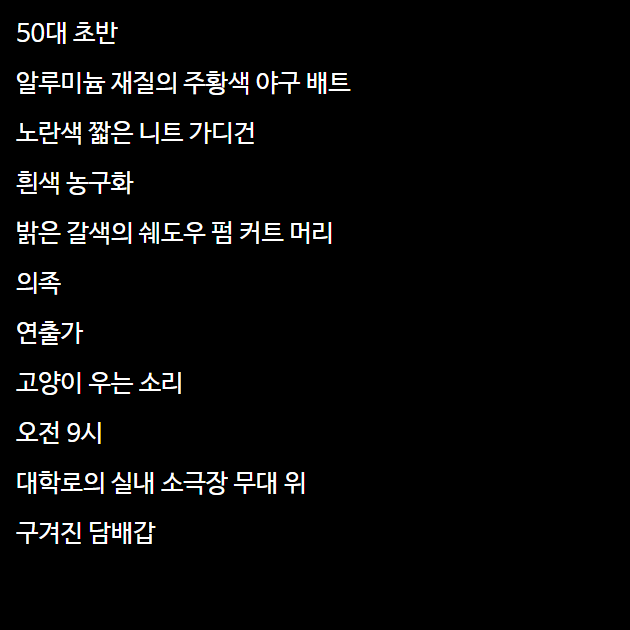 50대 초반
알루미늄 재질의 주황색 야구 배트
노란색 짧은 니트 가디건
흰색 농구화
밝은 갈색의 쉐도우 펌 커트 머리
의족
연출가
고양이 우는 소리
오전 9시
대학로의 실내 소극장 무대 위
구겨진 담배갑